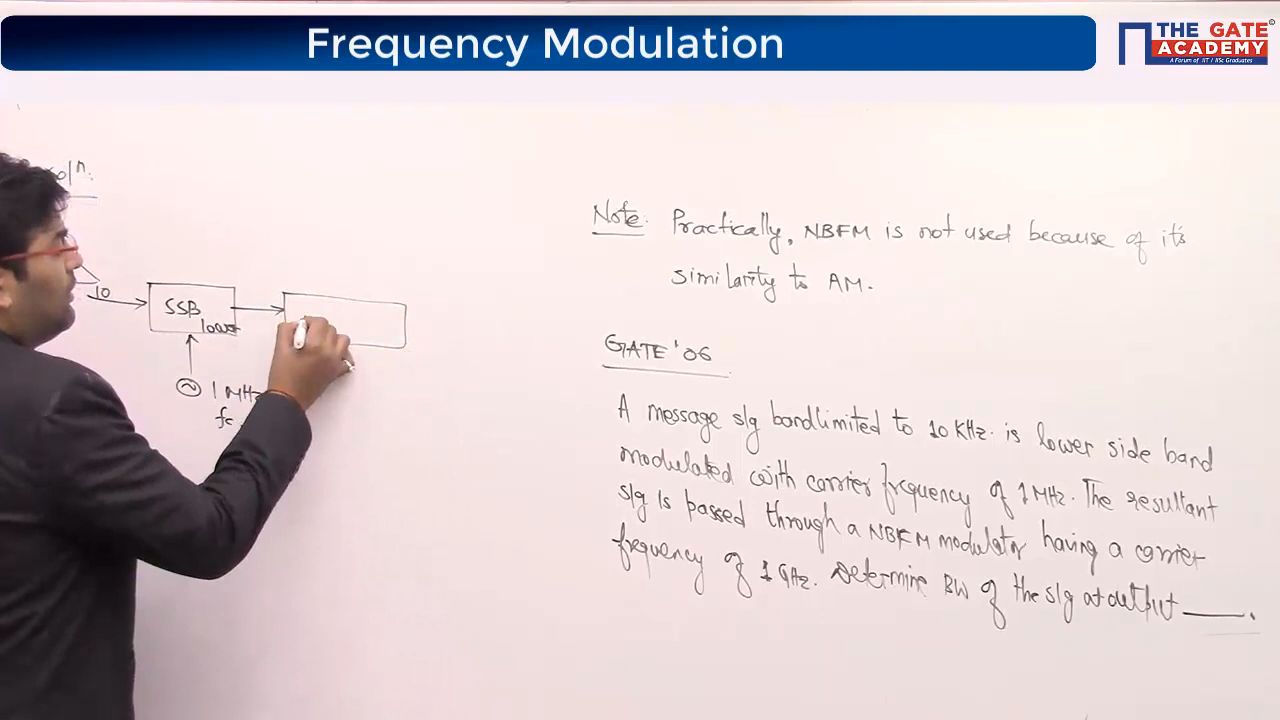 Frequency Modulation
THE GATE
ACADEMY
A Forum of IIT / IISc Graduates
soln.
10
SSB
lower
1 MHz
fc
Note: Practically, NBFM is not used because of it's
similarity to AM.
GATE '06
A message s/g bandlimited to 10 KHz. is lower side band
modulated with carrier frequency of 1 MHz. The resultant
s/g is passed through a NBFM modulator having a carrier
frequency of 1 GHz. Determine BW of the s/g at output ____.